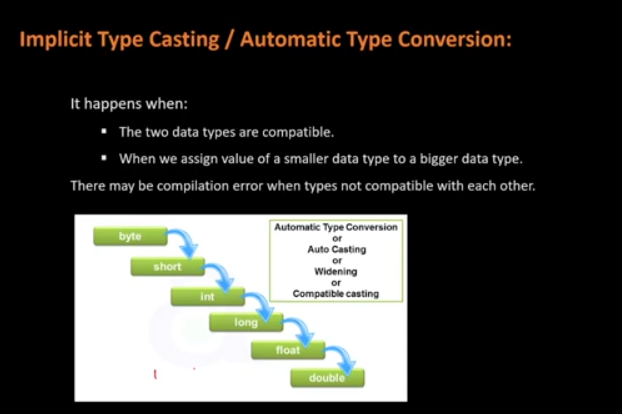 Implicit Type Casting / Automatic Type Conversion:
It happens when:
▪ The two data types are compatible.
▪ When we assign value of a smaller data type to a bigger data type.
There may be compilation error when types not compatible with each other.
Automatic Type Conversion
or
Auto Casting
or
Widening
or
Compatible casting
byte
short
int
long
float
double